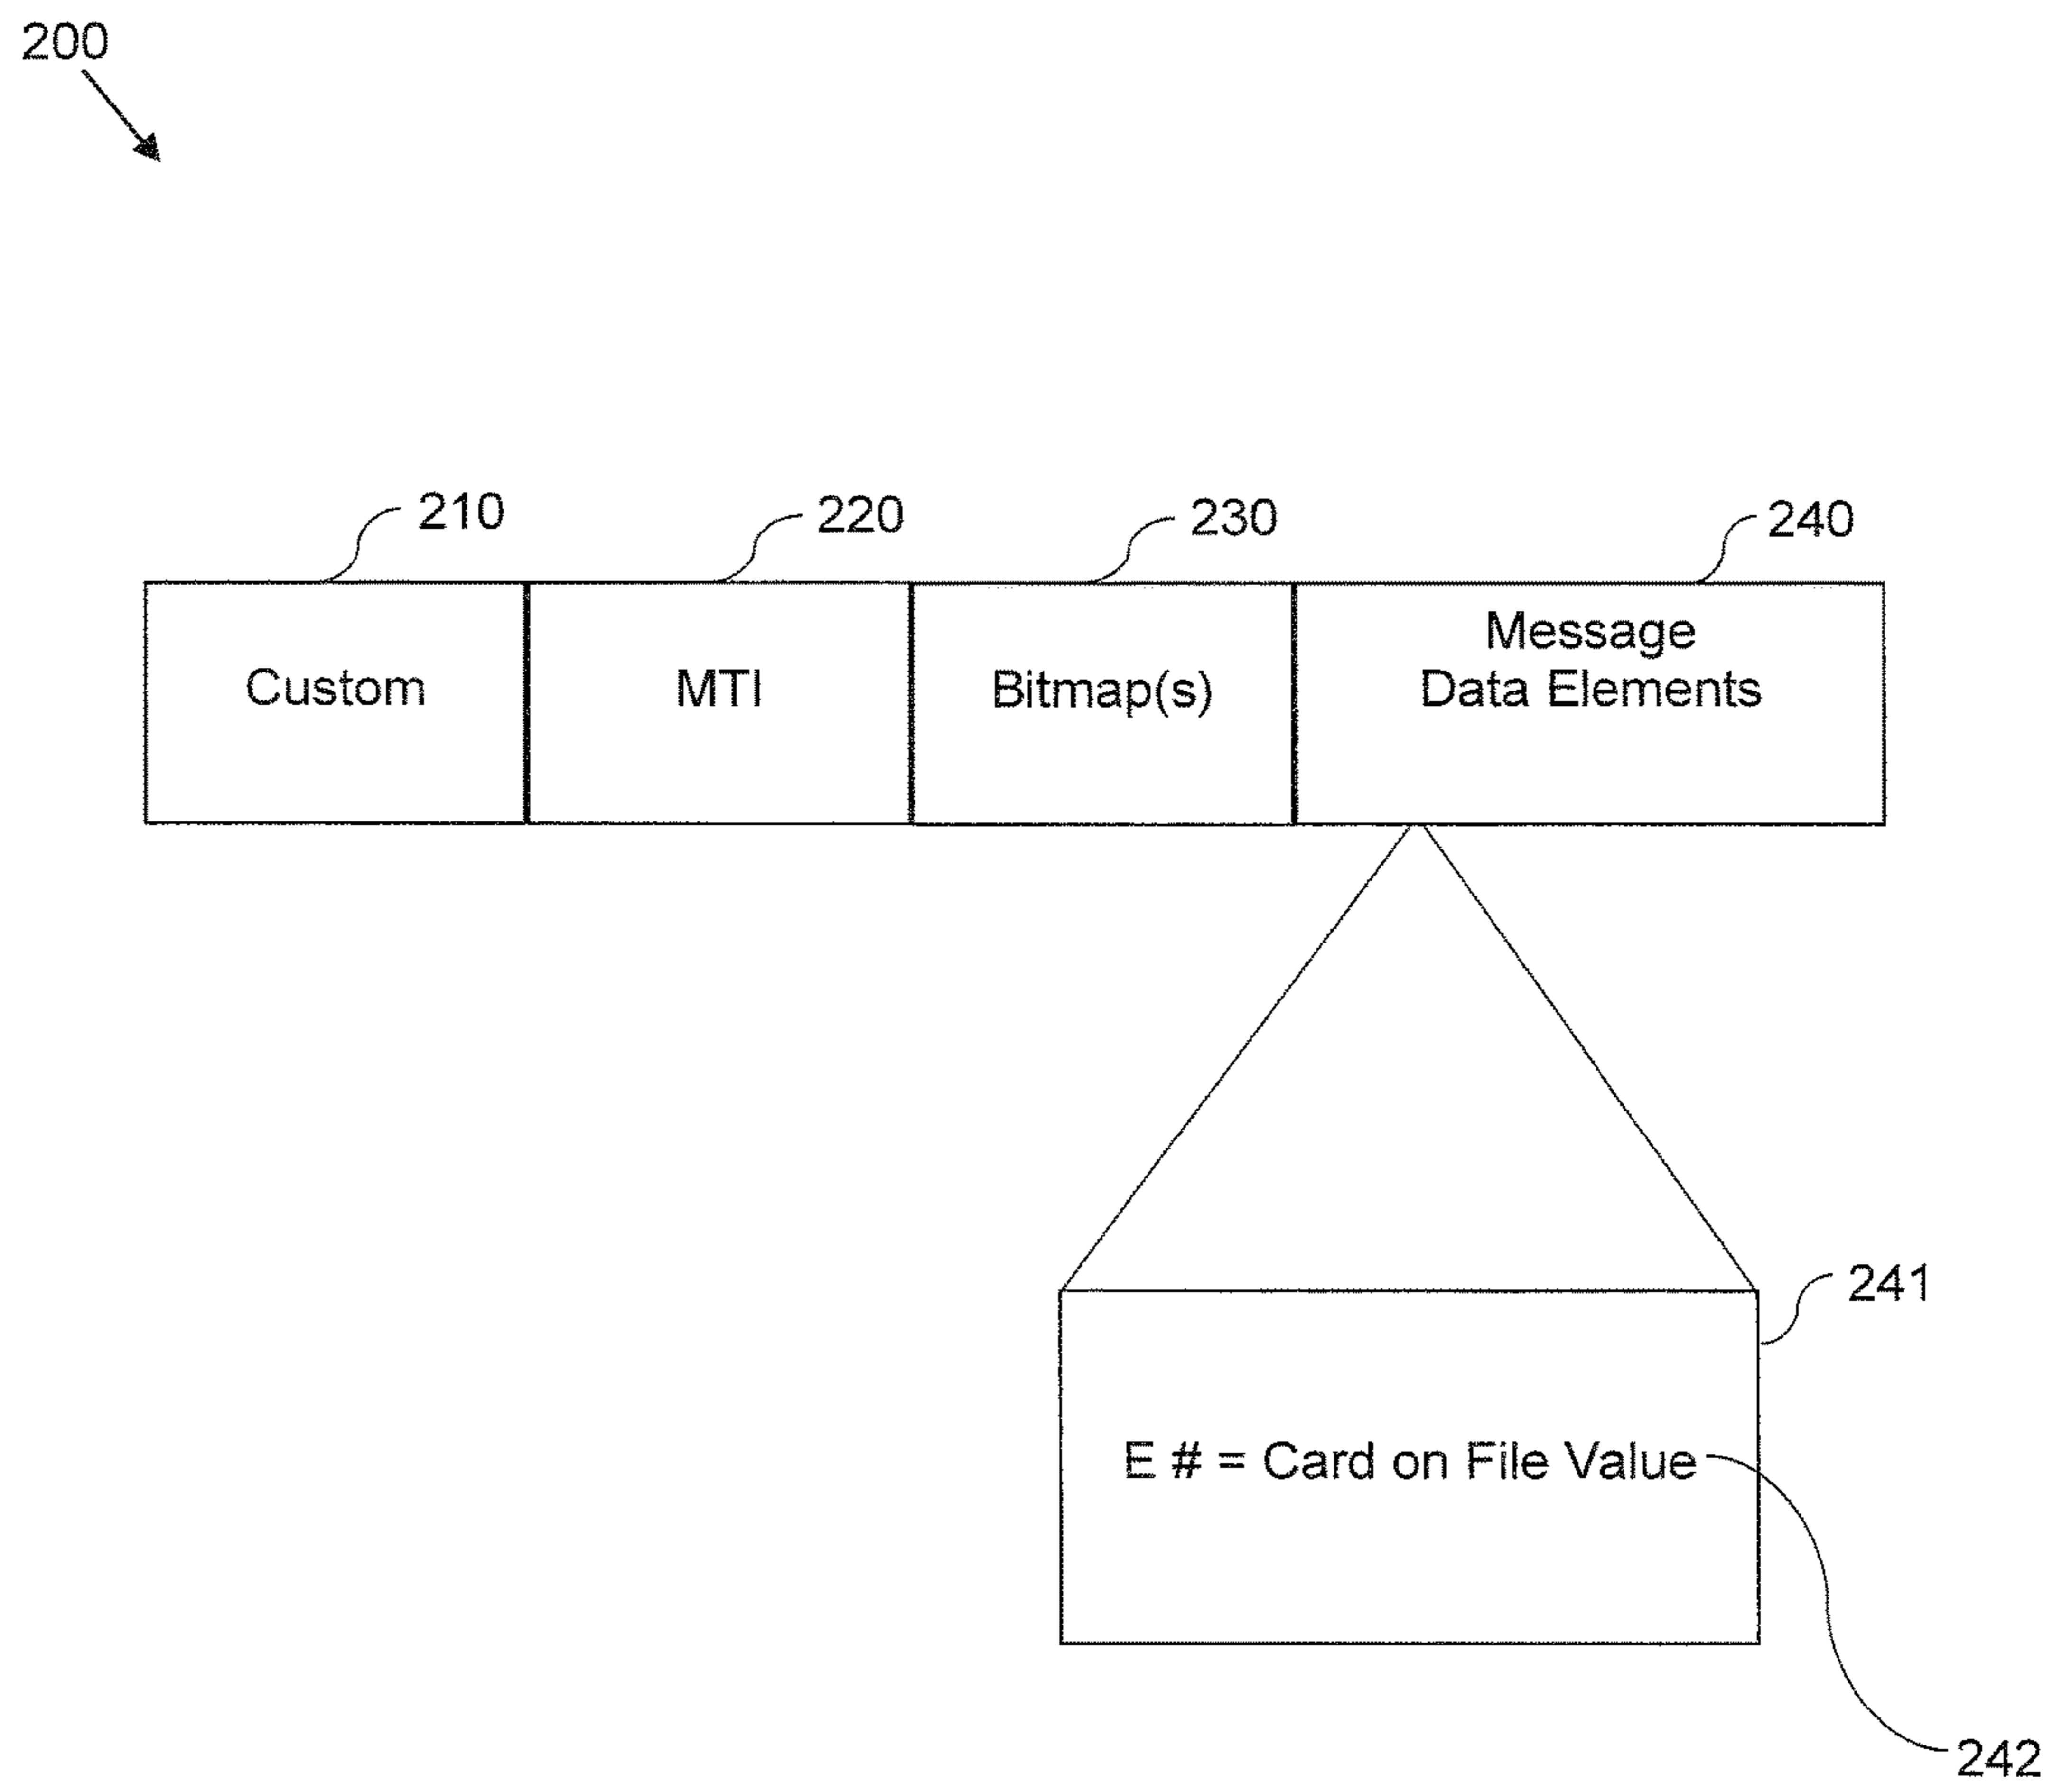 200
210
220
230
240
Custom
MTI
Bitmap(s)
Message
Data Elements
241
E # = Card on File Value
242